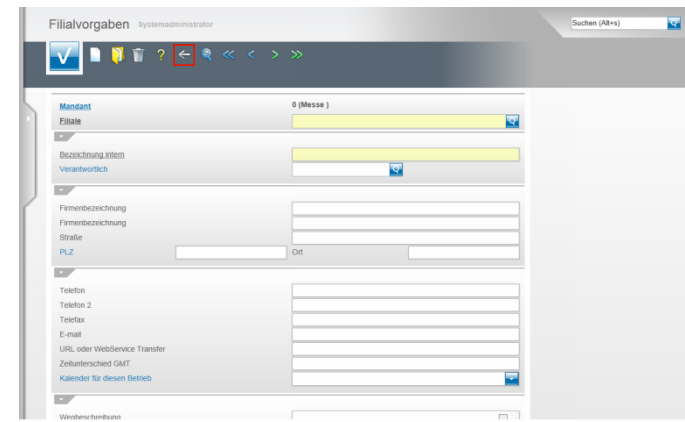 Filialvorgaben Systemadministrator
Suchen (Alt+s)
Mandant 0 (Messe )
Filiale
Bezeichnung intern
Verantwortlich
Firmenbezeichnung
Firmenbezeichnung
Straße
PLZ Ort
Telefon
Telefon 2
Telefax
E-mail
URL oder WebService Transfer
Zeitunterschied GMT
Kalender für diesen Betrieb
Wegbeschreibung